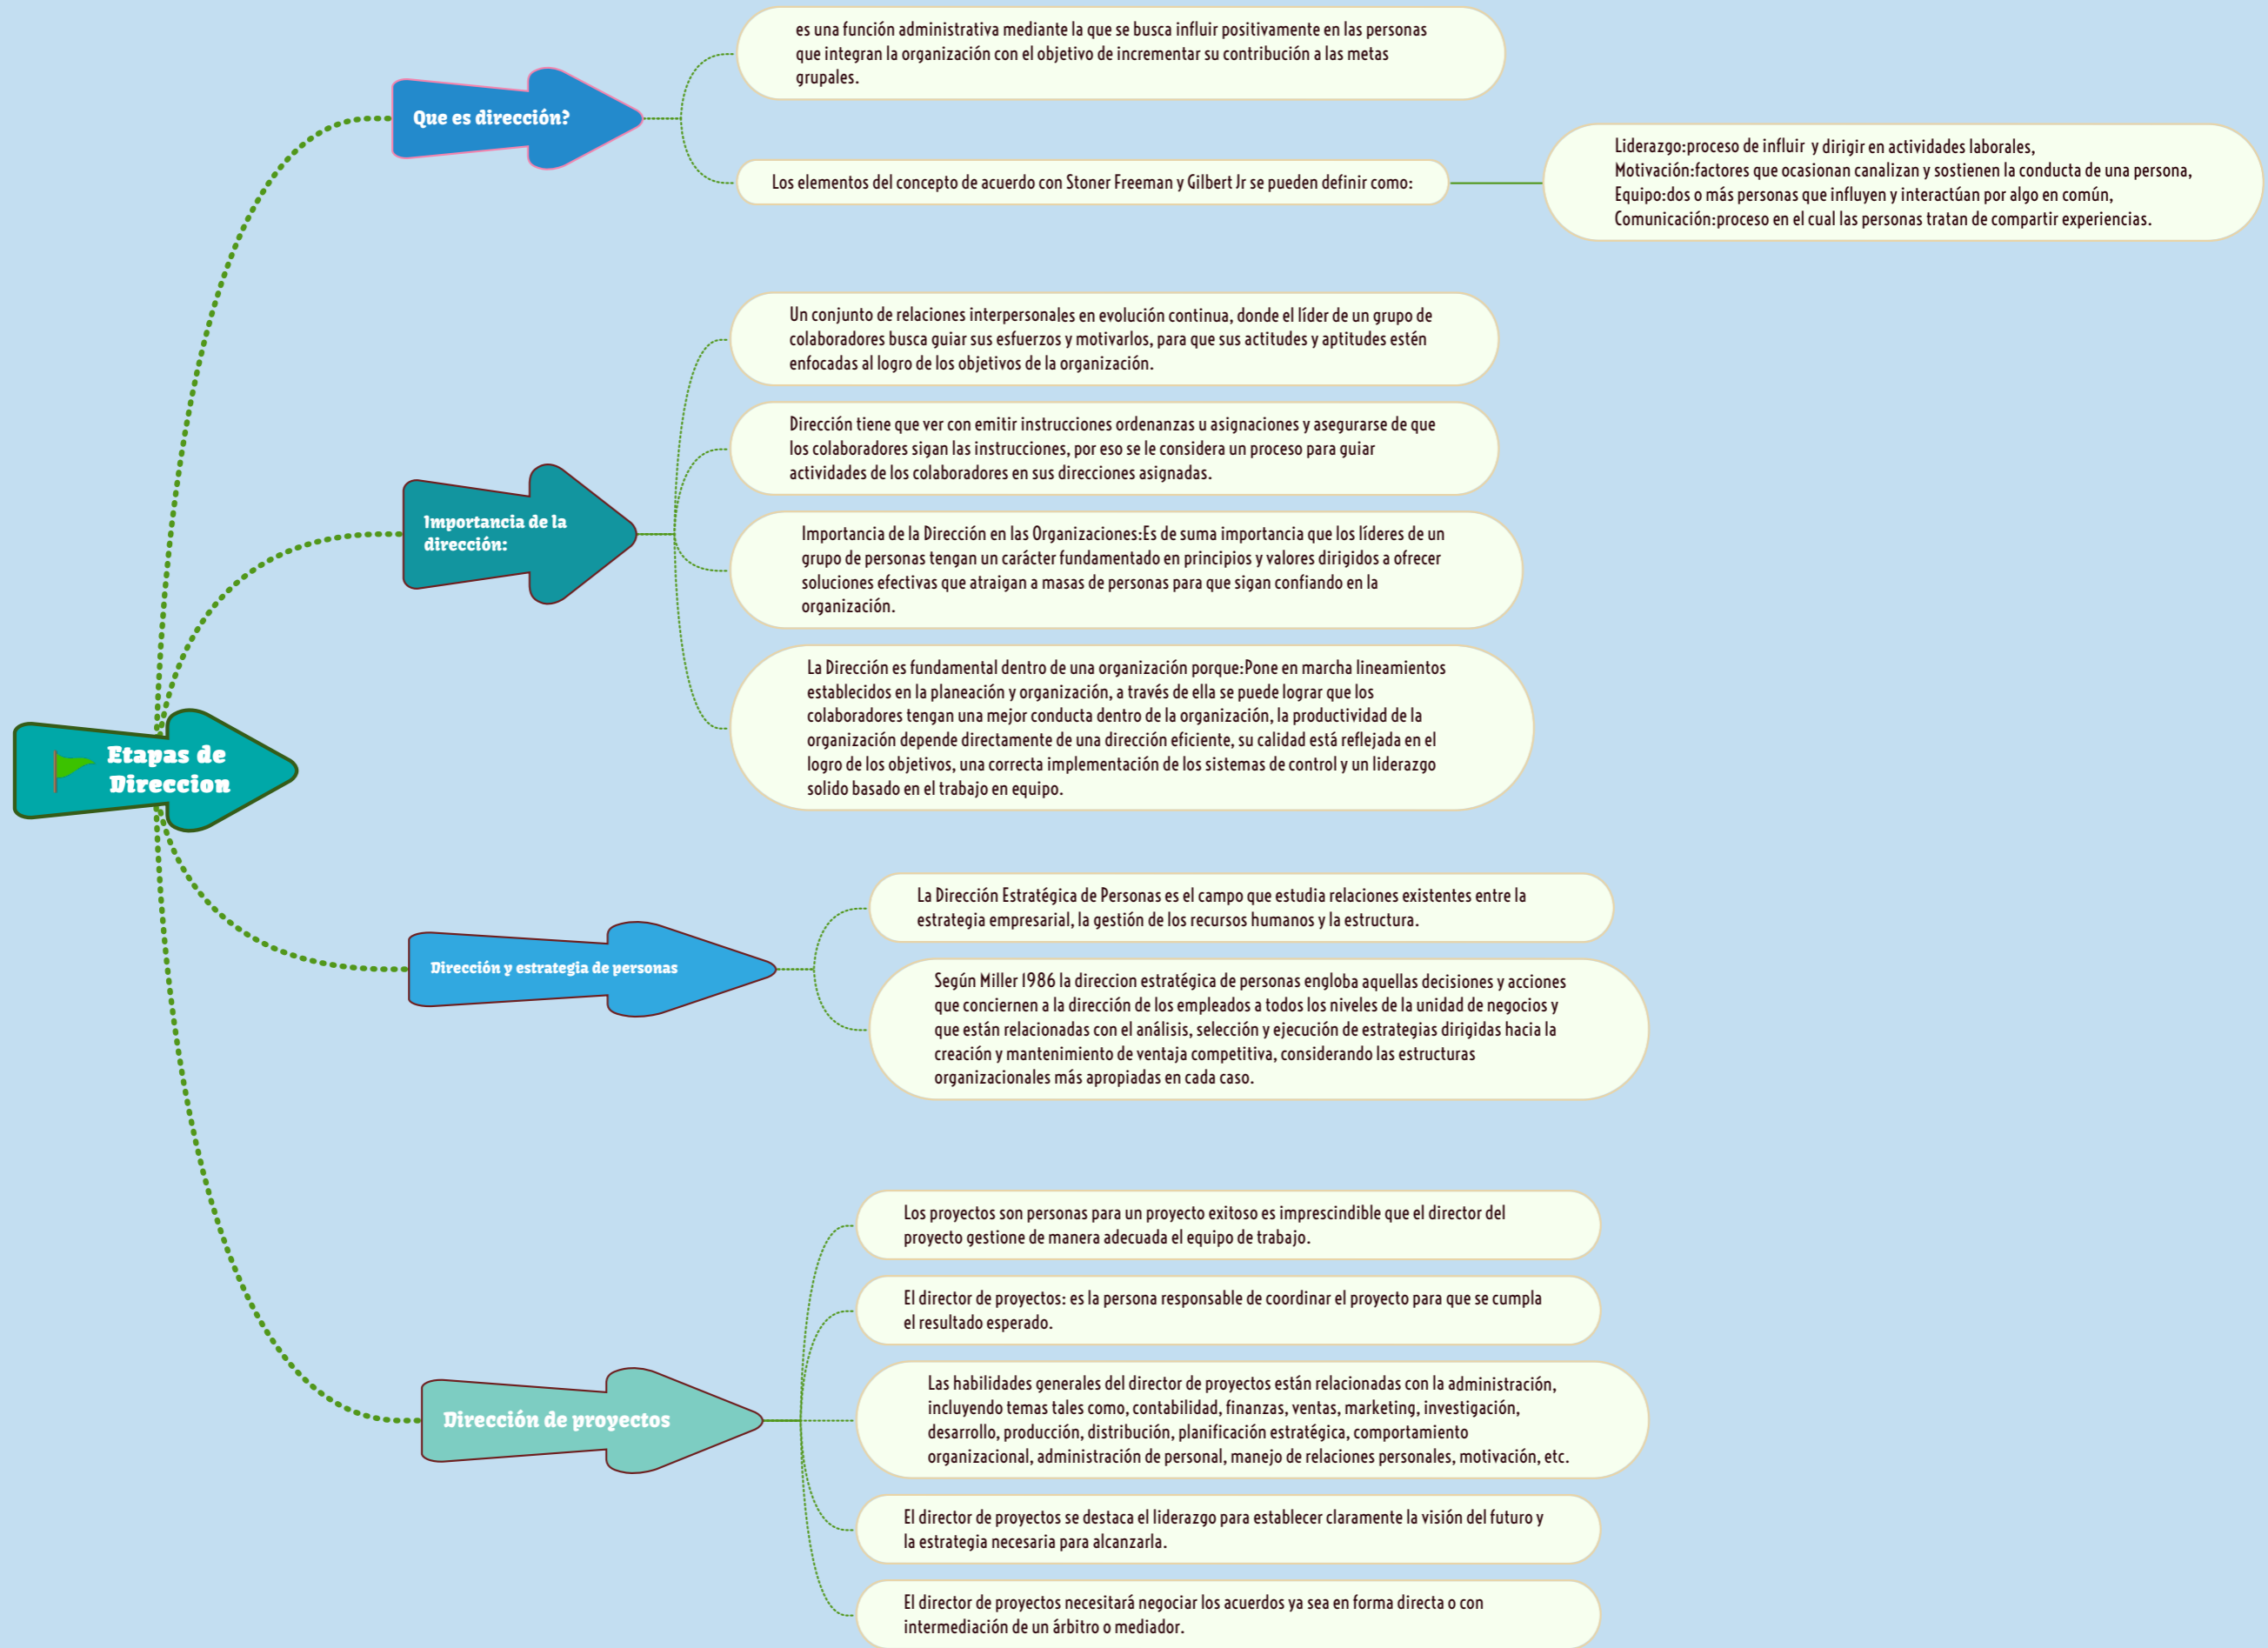 Etapas de
Direccion
Que es dirección?
es una función administrativa mediante la que se busca influir positivamente en las personas
que integran la organización con el objetivo de incrementar su contribución a las metas
grupales.
Los elementos del concepto de acuerdo con Stoner Freeman y Gilbert Jr se pueden definir como:
Liderazgo:proceso de influir y dirigir en actividades laborales,
Motivación:factores que ocasionan canalizan y sostienen la conducta de una persona,
Equipo:dos o más personas que influyen y interactúan por algo en común,
Comunicación:proceso en el cual las personas tratan de compartir experiencias.
Importancia de la
dirección:
Un conjunto de relaciones interpersonales en evolución continua, donde el líder de un grupo de
colaboradores busca guiar sus esfuerzos y motivarlos, para que sus actitudes y aptitudes estén
enfocadas al logro de los objetivos de la organización.
Dirección tiene que ver con emitir instrucciones ordenanzas u asignaciones y asegurarse de que
los colaboradores sigan las instrucciones, por eso se le considera un proceso para guiar
actividades de los colaboradores en sus direcciones asignadas.
Importancia de la Dirección en las Organizaciones:Es de suma importancia que los líderes de un
grupo de personas tengan un carácter fundamentado en principios y valores dirigidos a ofrecer
soluciones efectivas que atraigan a masas de personas para que sigan confiando en la
organización.
La Dirección es fundamental dentro de una organización porque:Pone en marcha lineamientos
establecidos en la planeación y organización, a través de ella se puede lograr que los
colaboradores tengan una mejor conducta dentro de la organización, la productividad de la
organización depende directamente de una dirección eficiente, su calidad está reflejada en el
logro de los objetivos, una correcta implementación de los sistemas de control y un liderazgo
solido basado en el trabajo en equipo.
Dirección y estrategia de personas
La Dirección Estratégica de Personas es el campo que estudia relaciones existentes entre la
estrategia empresarial, la gestión de los recursos humanos y la estructura.
Según Miller 1986 la direccion estratégica de personas engloba aquellas decisiones y acciones
que conciernen a la dirección de los empleados a todos los niveles de la unidad de negocios y
que están relacionadas con el análisis, selección y ejecución de estrategias dirigidas hacia la
creación y mantenimiento de ventaja competitiva, considerando las estructuras
organizacionales más apropiadas en cada caso.
Dirección de proyectos
Los proyectos son personas para un proyecto exitoso es imprescindible que el director del
proyecto gestione de manera adecuada el equipo de trabajo.
El director de proyectos: es la persona responsable de coordinar el proyecto para que se cumpla
el resultado esperado.
Las habilidades generales del director de proyectos están relacionadas con la administración,
incluyendo temas tales como, contabilidad, finanzas, ventas, marketing, investigación,
desarrollo, producción, distribución, planificación estratégica, comportamiento
organizacional, administración de personal, manejo de relaciones personales, motivación, etc.
El director de proyectos se destaca el liderazgo para establecer claramente la visión del futuro y
la estrategia necesaria para alcanzarla.
El director de proyectos necesitará negociar los acuerdos ya sea en forma directa o con
intermediación de un árbitro o mediador.